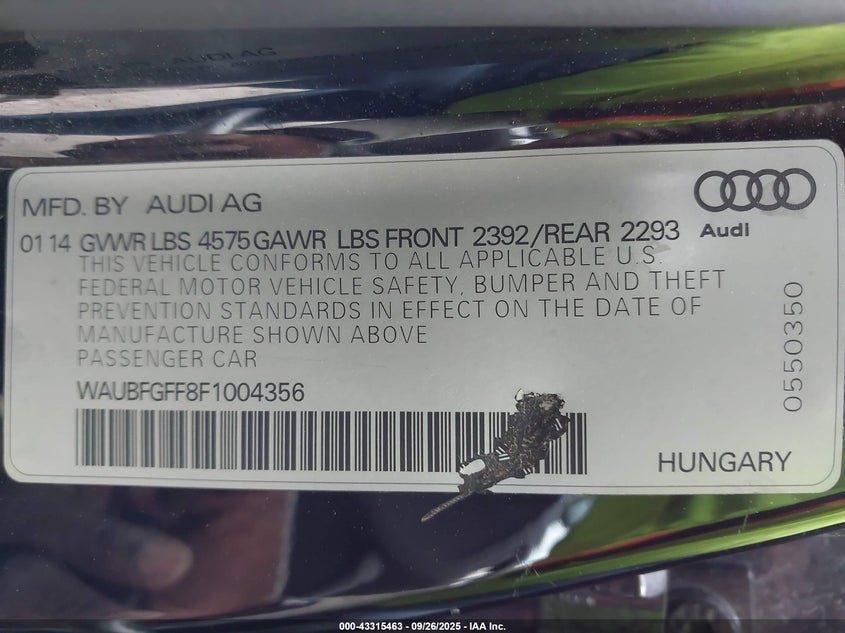 AUDI AG
MFD. BY AUDI AG
01 14 GVWR LBS 4575 GAWR LBS FRONT 2392/REAR 2293
Audi
THIS VEHICLE CONFORMS TO ALL APPLICABLE U.S.
FEDERAL MOTOR VEHICLE SAFETY, BUMPER AND THEFT
PREVENTION STANDARDS IN EFFECT ON THE DATE OF
MANUFACTURE SHOWN ABOVE
PASSENGER CAR
WAUBFGFF8F1004356
0550350
HUNGARY
000-43315463 - 09/26/2025 - IAA Inc.